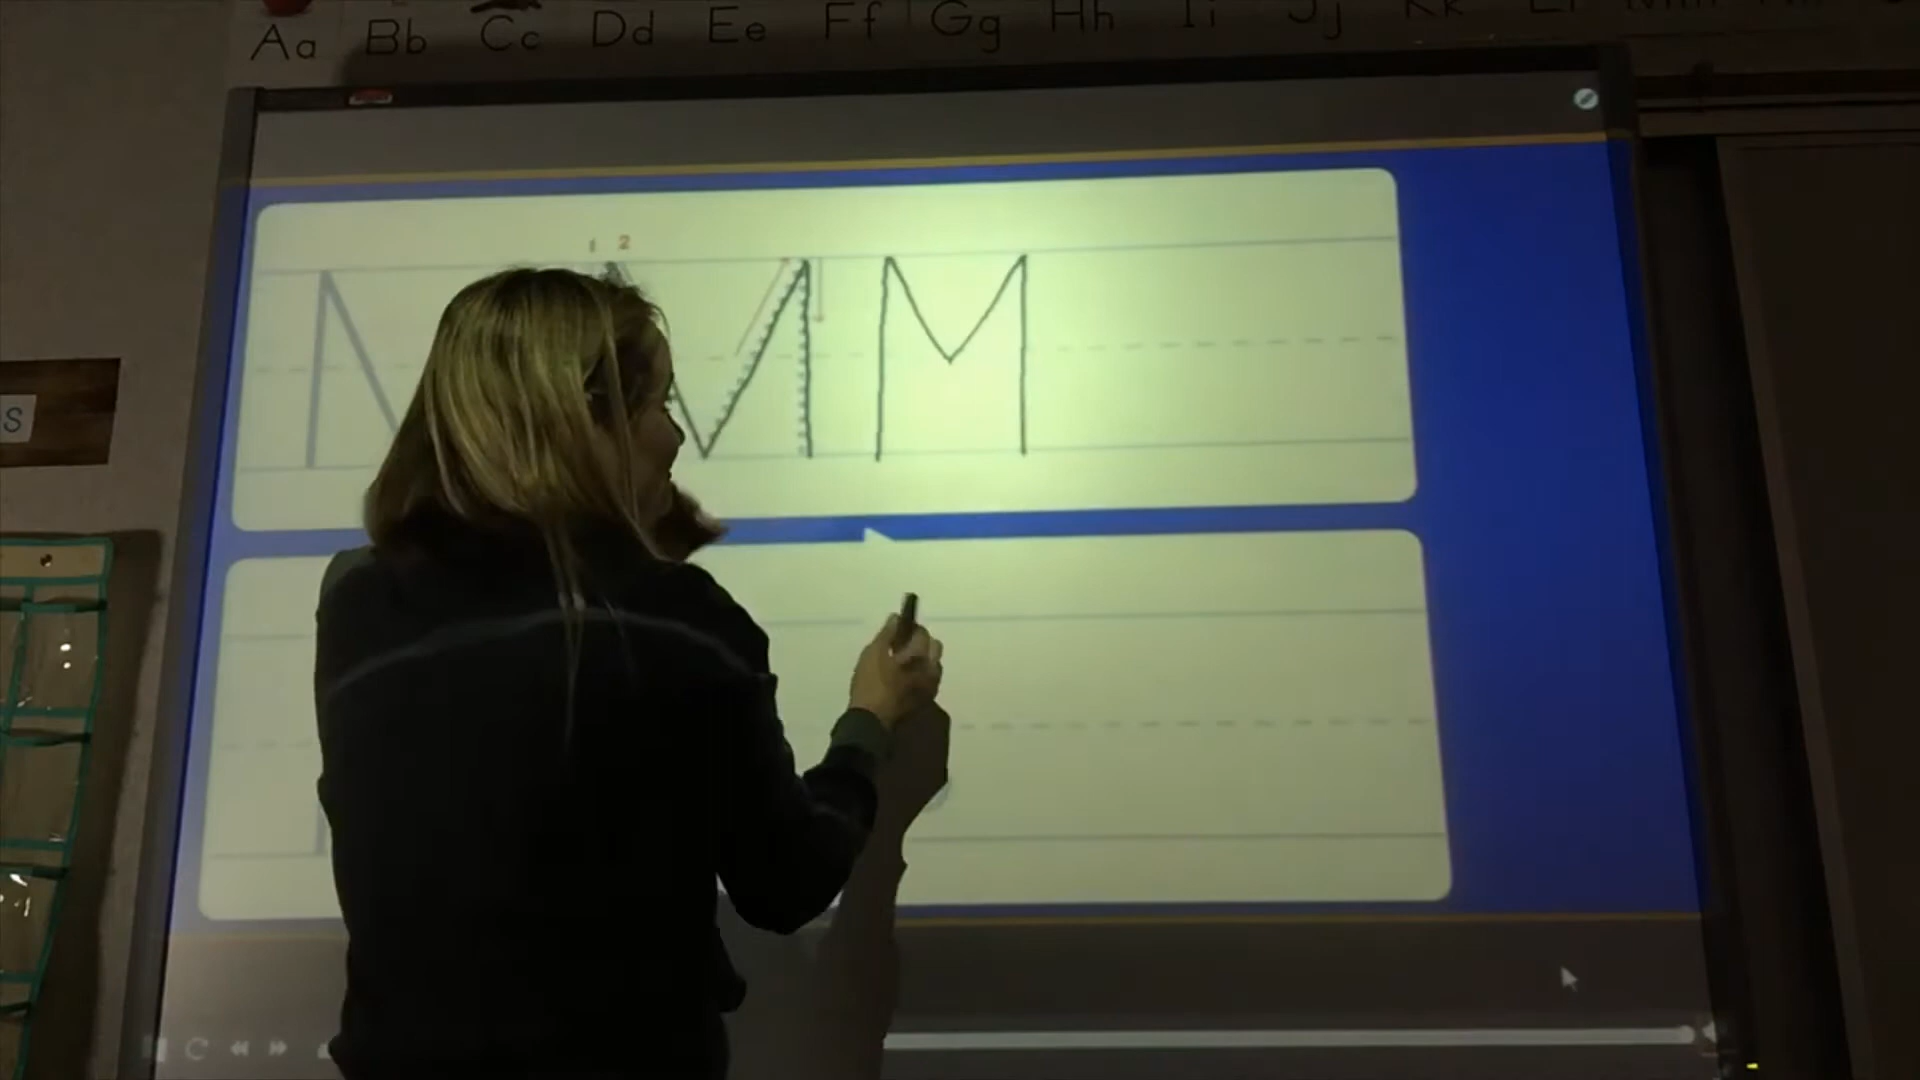 Aa Bb Cc Dd Ee Ff Gg Hh Ii Jj Kk
1 2
M M M
S